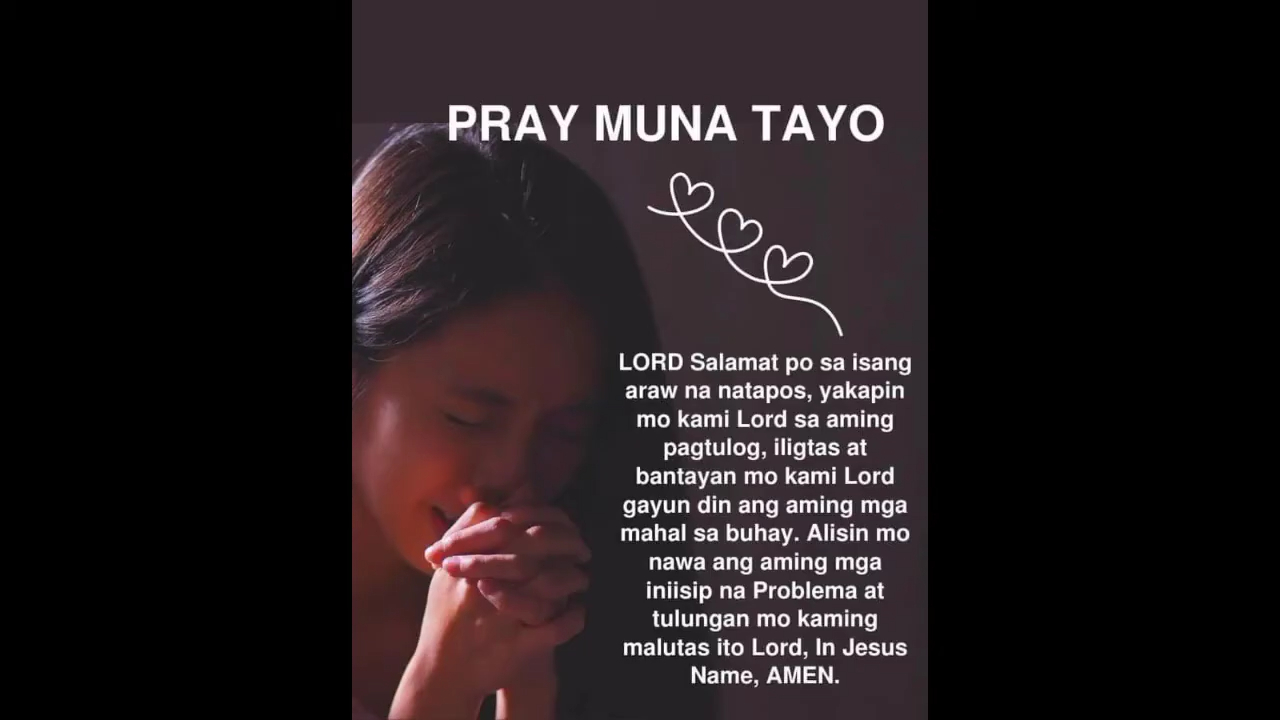 PRAY MUNA TAYO
LORD Salamat po sa isang
araw na natapos, yakapin
mo kami Lord sa aming
pagtulog, iligtas at
bantayan mo kami Lord
gayun din ang aming mga
mahal sa buhay. Alisin mo
nawa ang aming mga
iniisip na Problema at
tulungan mo kaming
malutas ito Lord, In Jesus
Name, AMEN.